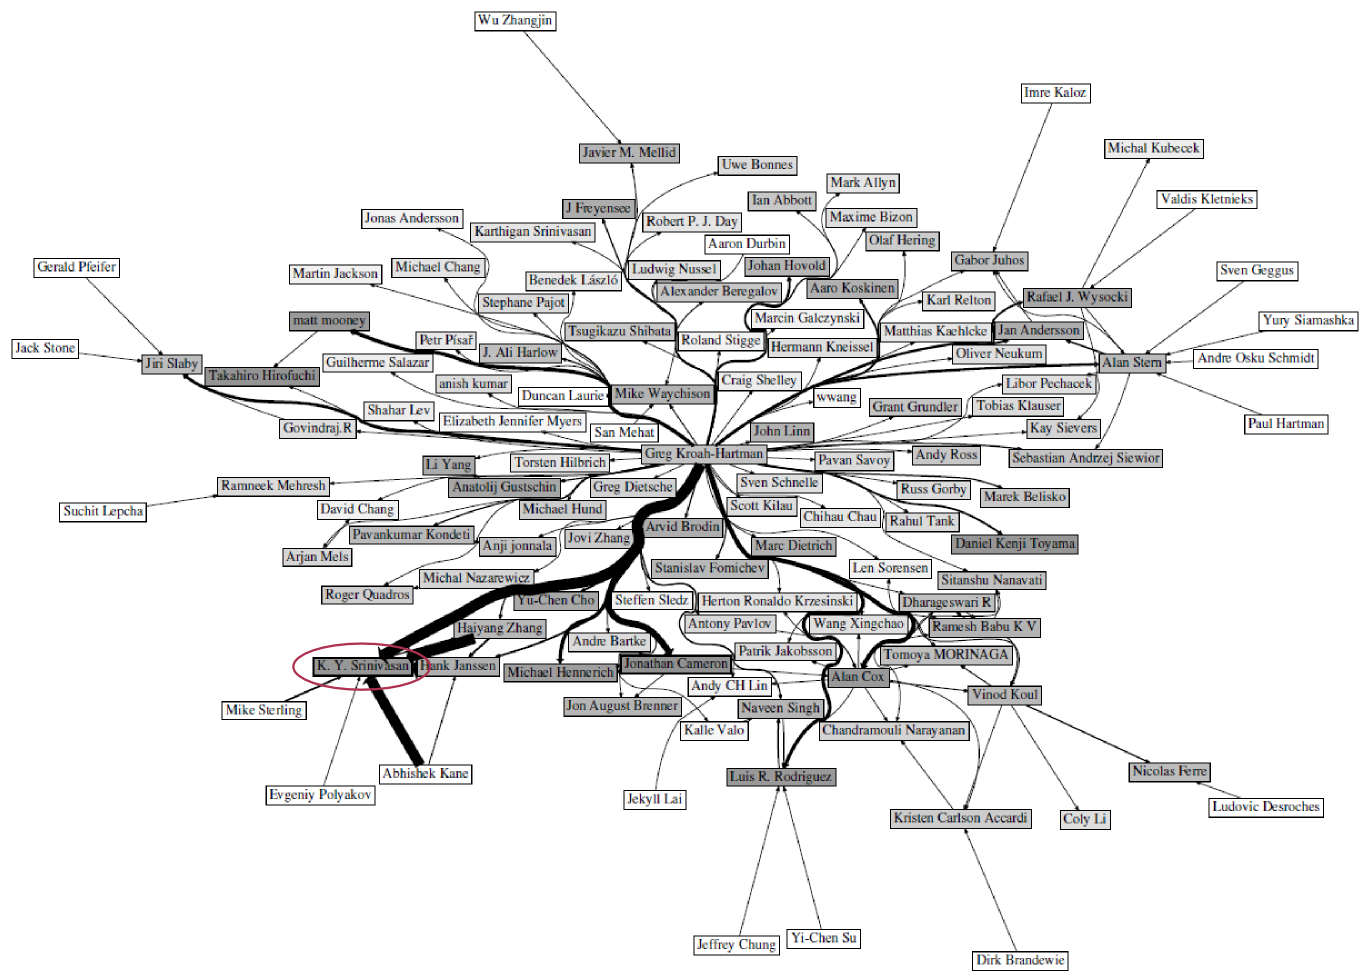 Wu Zhangjin
Imre Kaloz
Michal Kubecek
Javier M. Mellid
Uwe Bonnes
Mark Allyn
Valdis Kletnieks
Ian Abbott
J Freyensee
Jonas Andersson
Robert P. J. Day
Maxime Bizon
Karthigan Srinivasan
Aaron Durbin
Olaf Hering
Gabor Juhos
Gerald Pfeifer
Michael Chang
Ludwig Nussel
Johan Hovold
Sven Geggus
Martin Jackson
Benedek László
Alexander Beregalov
Aaro Koskinen
Karl Relton
Rafael J. Wysocki
Stephane Pajot
Marcin Galczynski
matt mooney
Tsugikazu Shibata
Roland Stigge
Matthias Kaehlcke
Jan Andersson
Yury Siamashka
Petr Písař
Jack Stone
J. Ali Harlow
Hermann Kneissel
Oliver Neukum
Andre Osku Schmidt
Jiri Slaby
Guilherme Salazar
Alan Stern
Takahiro Hirofuchi
anish kumar
Craig Shelley
Libor Pechacek
Duncan Laurie
Mike Waychison
wwang
Shahar Lev
Grant Grundler
Tobias Klauser
Elizabeth Jennifer Myers
Paul Hartman
Govindraj.R
San Mehat
John Linn
Kay Sievers
Greg Kroah-Hartman
Andy Ross
Sebastian Andrzej Siewior
Li Yang
Torsten Hilbrich
Pavan Savoy
Ramneek Mehresh
Anatolij Gustschin
Greg Dietsche
Sven Schnelle
Russ Gorby
Marek Belisko
Suchit Lepcha
David Chang
Michael Hund
Scott Kilau
Chihau Chau
Rahul Tank
Arvid Brodin
Pavankumar Kondeti
Jovi Zhang
Anji jonnala
Marc Dietrich
Daniel Kenji Toyama
Arjan Mels
Stanislav Fomichev
Len Sorensen
Michal Nazarewicz
Sitanshu Nanavati
Roger Quadros
Yu-Chen Cho
Steffen Sledz
Herton Ronaldo Krzesinski
Dharageswari R
Haiyang Zhang
Antony Pavlov
Wang Xingchao
Ramesh Babu K V
Andre Bartke
Patrik Jakobsson
Tomoya MORINAGA
K. Y. Srinivasan
Hank Janssen
Michael Hennerich
Jonathan Cameron
Alan Cox
Andy CH Lin
Vinod Koul
Mike Sterling
Jon August Brenner
Naveen Singh
Kalle Valo
Chandramouli Narayanan
Abhishek Kane
Luis R. Rodriguez
Nicolas Ferre
Evgeniy Polyakov
Jekyll Lai
Ludovic Desroches
Kristen Carlson Accardi
Coly Li
Jeffrey Chung
Yi-Chen Su
Dirk Brandewie